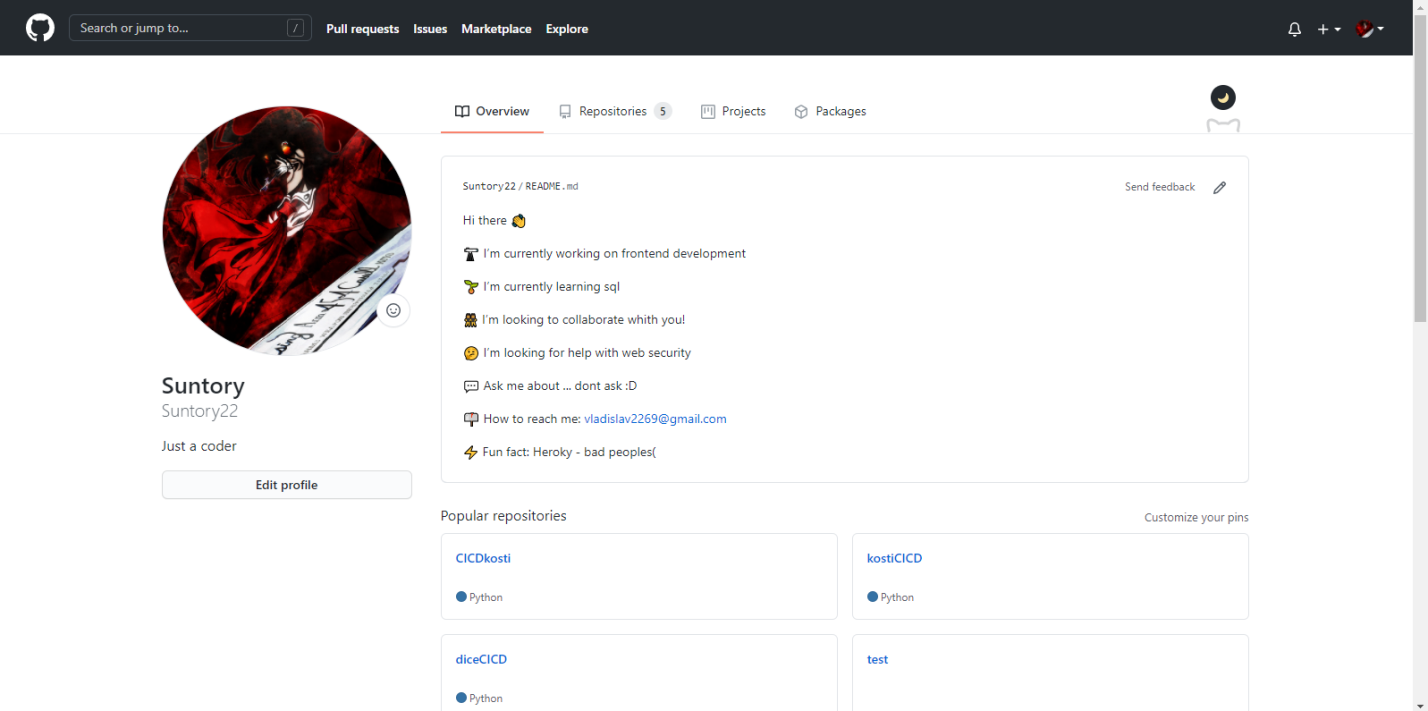 Search or jump to... /
Pull requests Issues Marketplace Explore
Overview Repositories 5 Projects Packages
Suntory22 / README.md
Send feedback
Hi there
I'm currently working on frontend development
I'm currently learning sql
I'm looking to collaborate whith you!
I'm looking for help with web security
Ask me about ... dont ask :D
How to reach me: vladislav2269@gmail.com
Fun fact: Heroky - bad peoples(
Suntory
Suntory22
Just a coder
Edit profile
Popular repositories
Customize your pins
CICDkosti
Python
kostiCICD
Python
diceCICD
Python
test